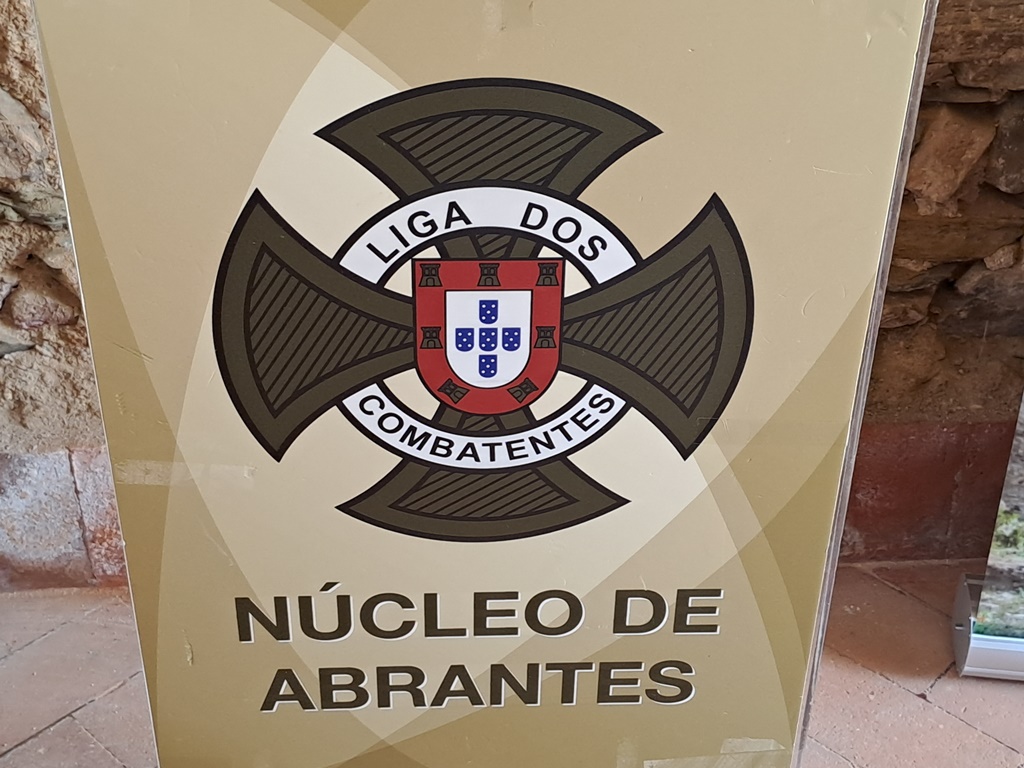 LIGA DOS
COMBATENTES
NÚCLEO DE
ABRANTES